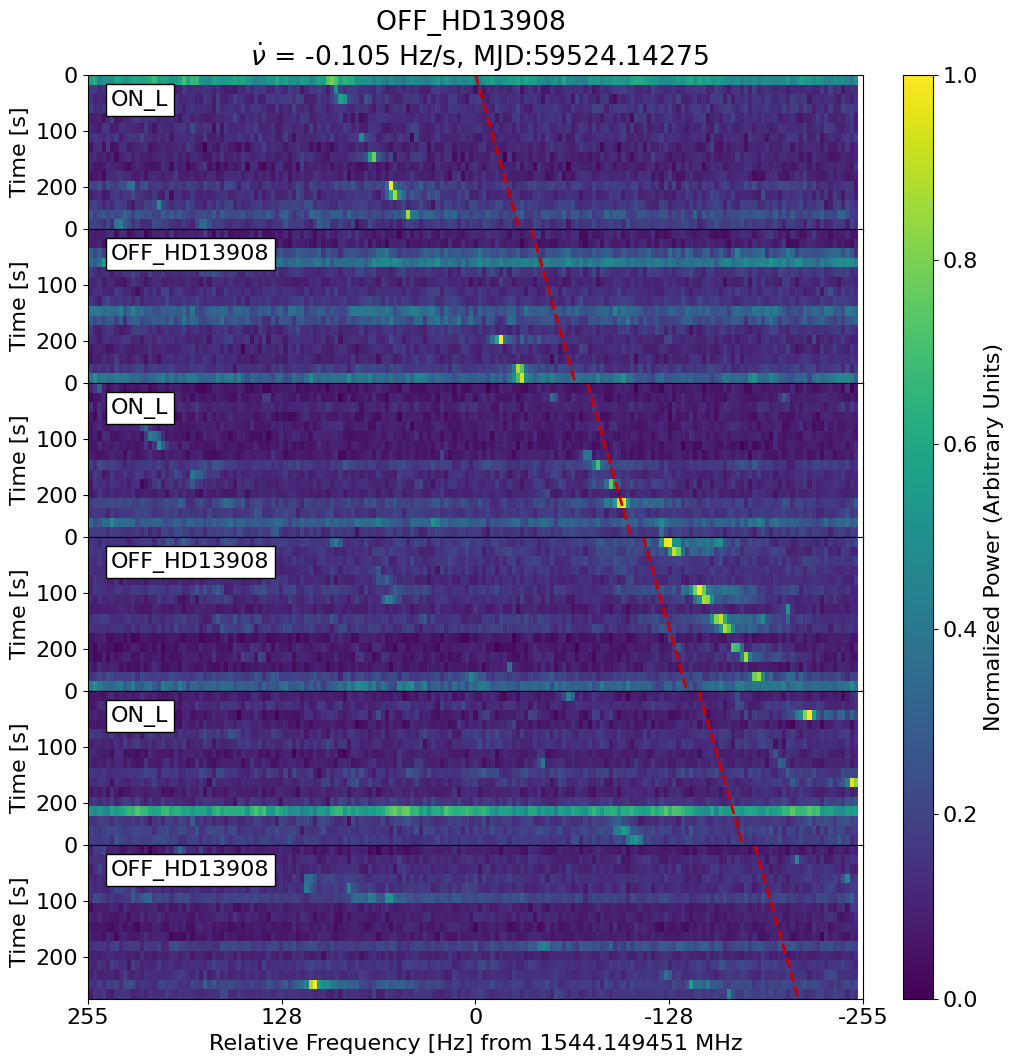 OFF_HD13908
ν̇ = -0.105 Hz/s, MJD:59524.14275
0
ON_L
100
200
Time [s]
0
OFF_HD13908
100
200
Time [s]
0
ON_L
100
200
Time [s]
0
OFF_HD13908
100
200
Time [s]
0
ON_L
100
200
Time [s]
0
OFF_HD13908
100
200
Time [s]
255 128 0 -128 -255
Relative Frequency [Hz] from 1544.149451 MHz
1.0
0.8
0.6
0.4
0.2
0.0
Normalized Power (Arbitrary Units)